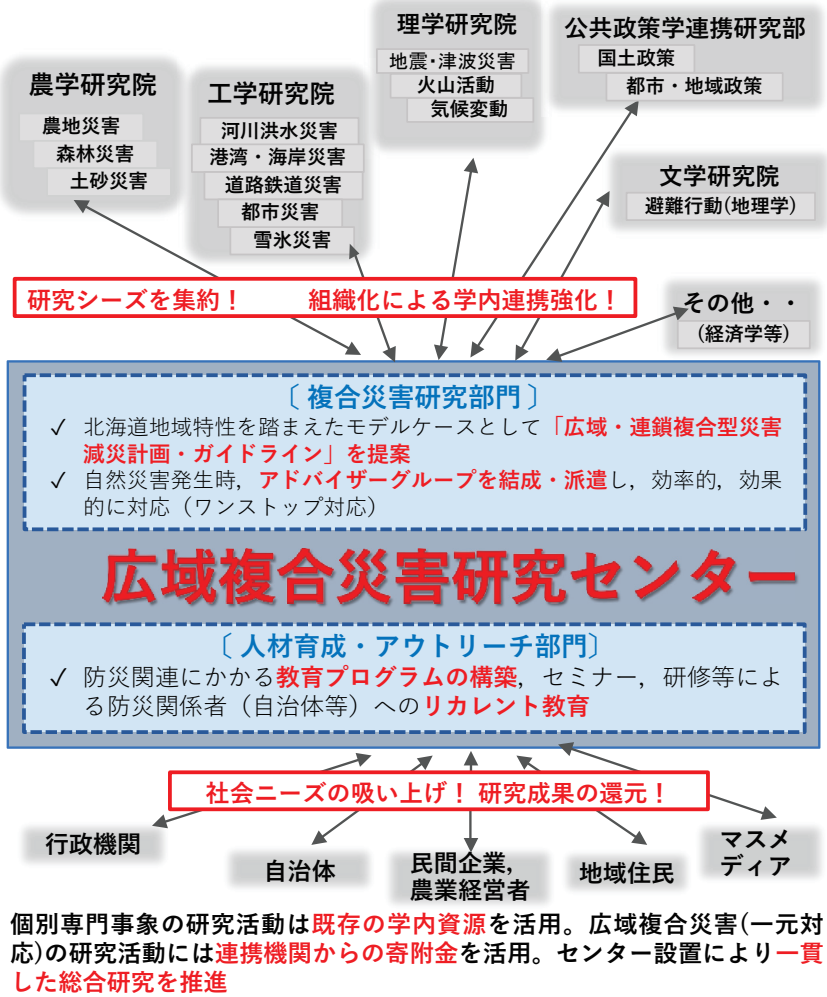 農学研究院
農地災害
森林災害
土砂災害
工学研究院
河川洪水災害
港湾・海岸災害
道路鉄道災害
都市災害
雪氷災害
理学研究院
地震・津波災害
火山活動
気候変動
公共政策学連携研究部
国土政策
都市・地域政策
文学研究院
避難行動(地理学)
その他・・
(経済学等)
研究シーズを集約！　組織化による学内連携強化！
〔 複合災害研究部門 〕
✓ 北海道地域特性を踏まえたモデルケースとして「広域・連鎖複合型災害
減災計画・ガイドライン」を提案
✓ 自然災害発生時，アドバイザーグループを結成・派遣し，効率的，効果
的に対応（ワンストップ対応）
広域複合災害研究センター
〔 人材育成・アウトリーチ部門〕
✓ 防災関連にかかる教育プログラムの構築，セミナー，研修等によ
る防災関係者（自治体等）へのリカレント教育
社会ニーズの吸い上げ！ 研究成果の還元！
行政機関
自治体
民間企業,
農業経営者
地域住民
マスメ
ディア
個別専門事象の研究活動は既存の学内資源を活用。広域複合災害(一元対
応)の研究活動には連携機関からの寄附金を活用。センター設置により一貫
した総合研究を推進